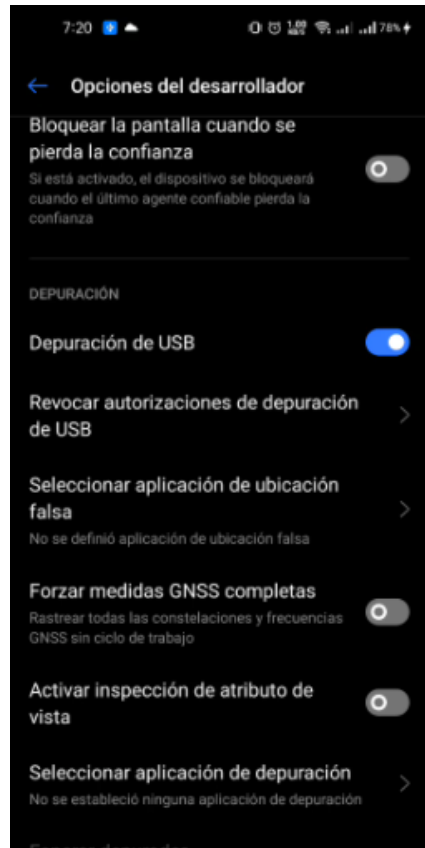 7:20 78%
Opciones del desarrollador
Bloquear la pantalla cuando se
pierda la confianza
Si está activado, el dispositivo se bloqueará
cuando el último agente confiable pierda la
confianza
DEPURACIÓN
Depuración de USB
Revocar autorizaciones de depuración
de USB
Seleccionar aplicación de ubicación
falsa
No se definió aplicación de ubicación falsa
Forzar medidas GNSS completas
Rastrear todas las constelaciones y frecuencias
GNSS sin ciclo de trabajo
Activar inspección de atributo de
vista
Seleccionar aplicación de depuración
No se estableció ninguna aplicación de depuración